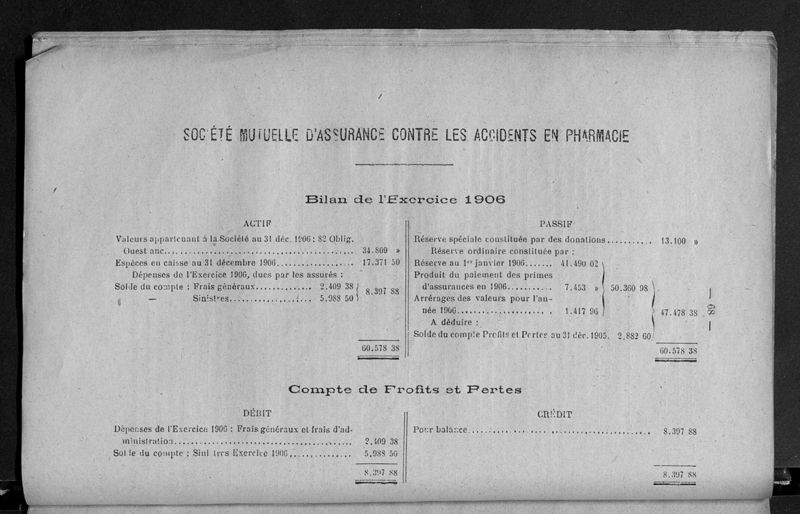 SOCIÉTÉ MUTUELLE D'ASSURANCE CONTRE LES ACCIDENTS EN PHARMACIE
Bilan de l'Exercice 1906
ACTIF
Valeurs appartenant à la Société au 31 déc. 1906 : 82 Oblig.
Ouest anc. 34.809 »
Espèces en caisse au 31 décembre 1906 17.371 50
Dépenses de l'Exercice 1906, dues par les assurés :
Solde du compte : Frais généraux 2.409 38
8.397 88
» — Sinistres 5.988 50
60.578 38
PASSIF
Réserve spéciale constituée par des donations 13.100 »
Réserve ordinaire constituée par :
Réserve au 1er janvier 1906 41.490 02
Produit du paiement des primes
d'assurances en 1906 7.453 » 50.360 98
Arrérages des valeurs pour l'an-
née 1906 1.417 96 47.478 38
A déduire :
Solde du compte Profits et Pertes au 31 déc. 1905. 2,882 60
60.578 38
— 68 —
Compte de Profits et Pertes
DÉBIT
Dépenses de l'Exercice 1906 : Frais généraux et frais d'ad-
ministration 2,409 38
Solde du compte : Sinistres Exercice 1906 5,988 50
8.397 88
CRÉDIT
Pour balance 8.397 88
8.397 88